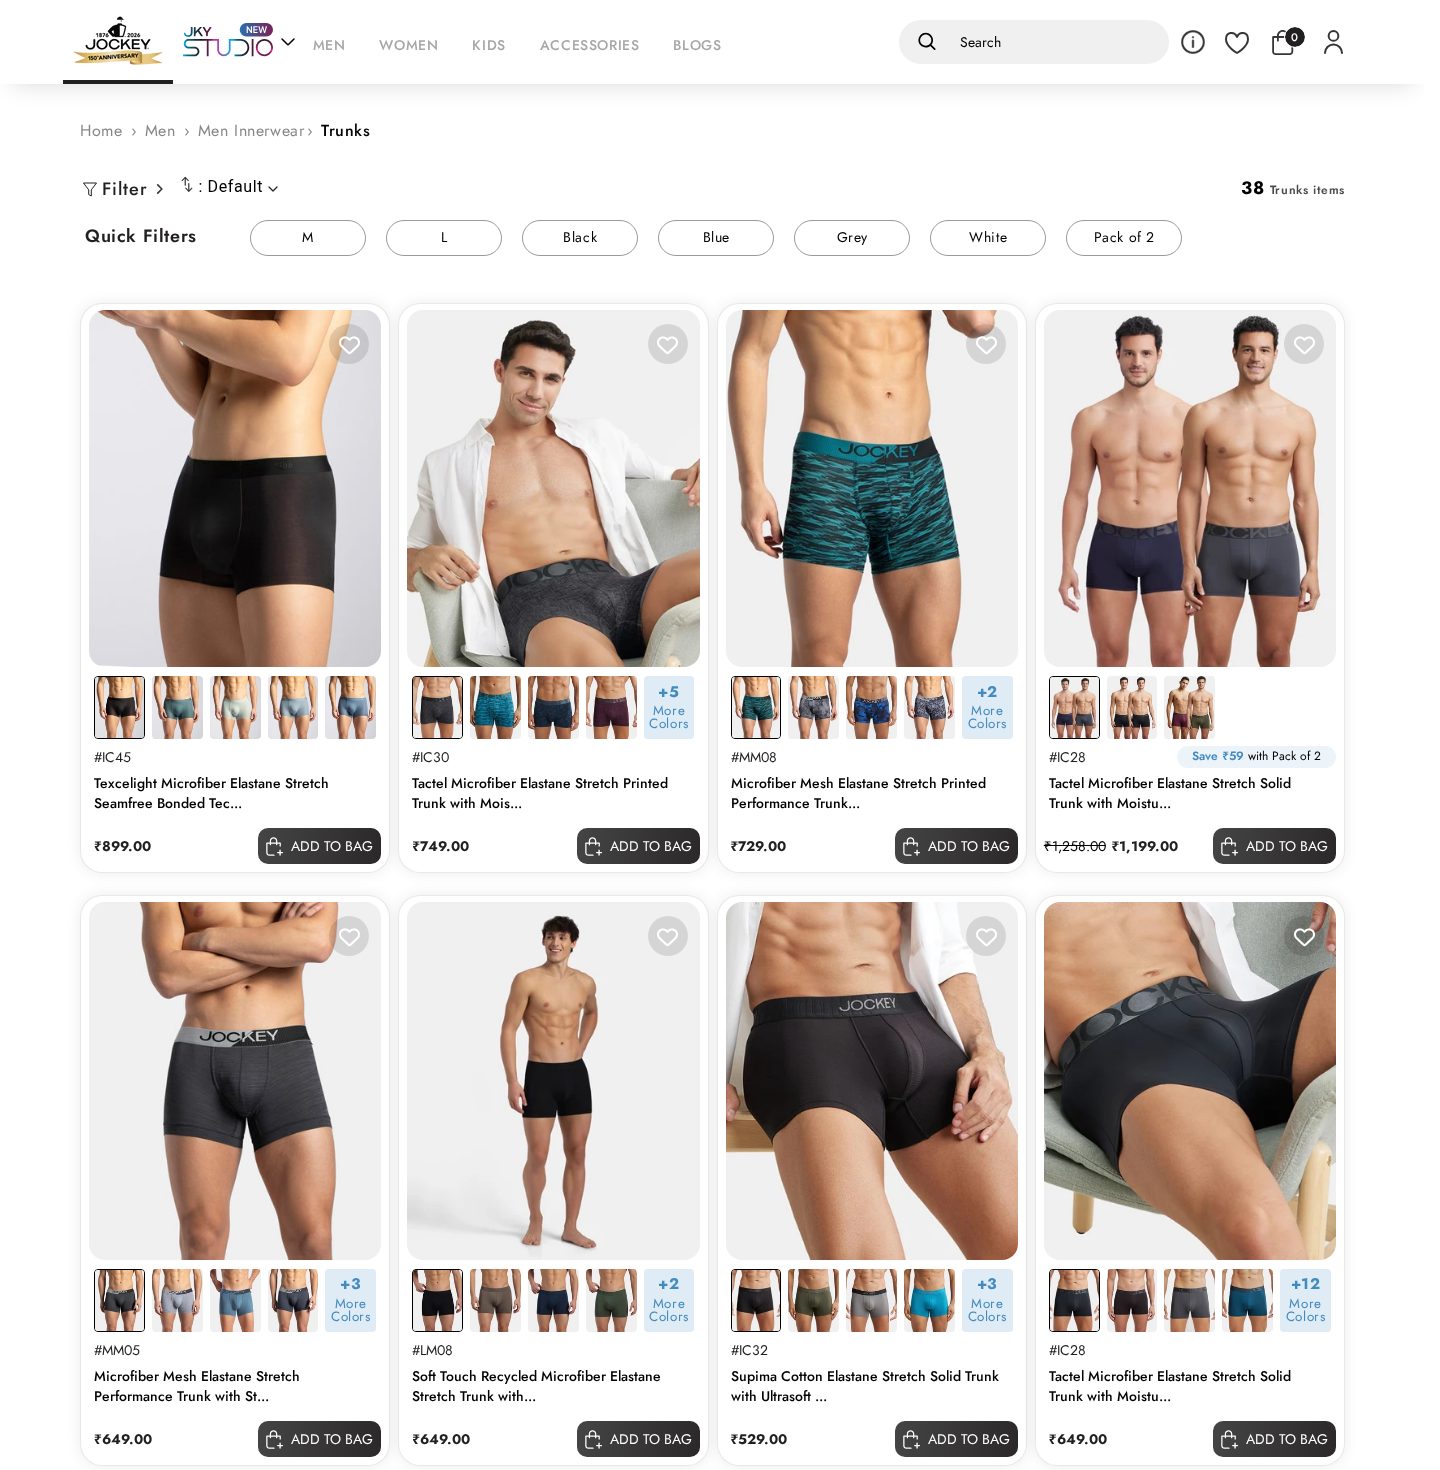 1876 2026
JOCKEY
150th ANNIVERSARY
JKY
NEW
STUDIO
MEN
WOMEN
KIDS
ACCESSORIES
BLOGS
Search
0
Home › Men › Men Innerwear › Trunks
Filter
: Default
38 Trunks items
Quick Filters
M
L
Black
Blue
Grey
White
Pack of 2
JOCKEY
JOCKEY
JOCKEY
JOCKEY
+5
More
Colors
+2
More
Colors
#IC45
#IC30
#MM08
#IC28
Save ₹59 with Pack of 2
Texcelight Microfiber Elastane Stretch
Seamfree Bonded Tec...
Tactel Microfiber Elastane Stretch Printed
Trunk with Mois...
Microfiber Mesh Elastane Stretch Printed
Performance Trunk...
Tactel Microfiber Elastane Stretch Solid
Trunk with Moistu...
₹899.00
ADD TO BAG
₹749.00
ADD TO BAG
₹729.00
ADD TO BAG
₹1,258.00 ₹1,199.00
ADD TO BAG
JOCKEY
JOCKEY
JOCKEY
+3
More
Colors
+2
More
Colors
+3
More
Colors
+12
More
Colors
#MM05
#LM08
#IC32
#IC28
Microfiber Mesh Elastane Stretch
Performance Trunk with St...
Soft Touch Recycled Microfiber Elastane
Stretch Trunk with...
Supima Cotton Elastane Stretch Solid Trunk
with Ultrasoft ...
Tactel Microfiber Elastane Stretch Solid
Trunk with Moistu...
₹649.00
ADD TO BAG
₹649.00
ADD TO BAG
₹529.00
ADD TO BAG
₹649.00
ADD TO BAG